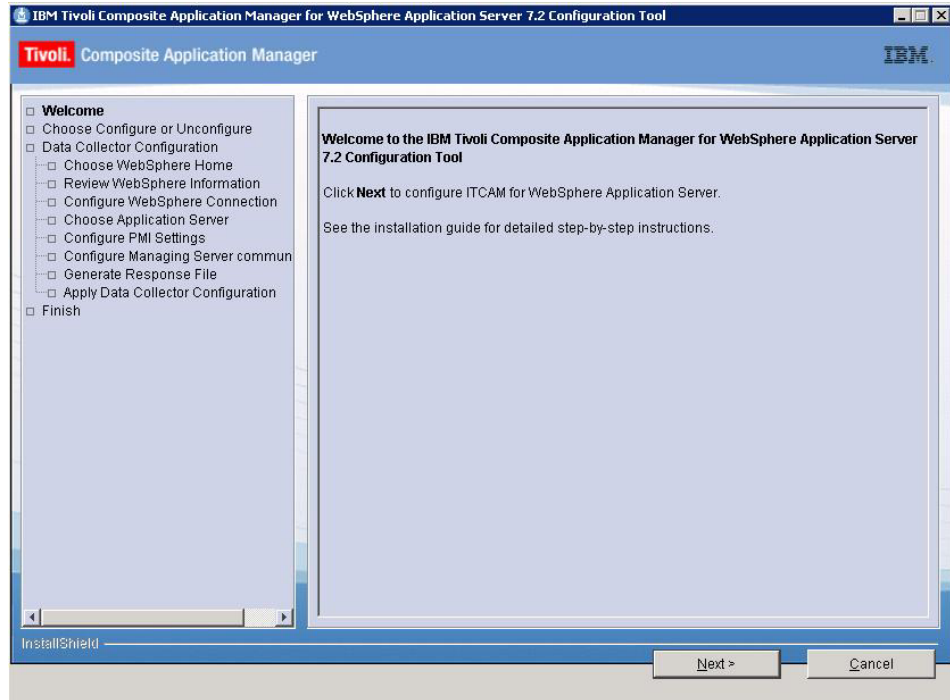 IBM Tivoli Composite Application Manager for WebSphere Application Server 7.2 Configuration Tool
Tivoli. Composite Application Manager
IBM.
Welcome
Choose Configure or Unconfigure
Data Collector Configuration
Choose WebSphere Home
Review WebSphere Information
Configure WebSphere Connection
Choose Application Server
Configure PMI Settings
Configure Managing Server commun
Generate Response File
Apply Data Collector Configuration
Finish
Welcome to the IBM Tivoli Composite Application Manager for WebSphere Application Server
7.2 Configuration Tool
Click Next to configure ITCAM for WebSphere Application Server.
See the installation guide for detailed step-by-step instructions.
InstallShield
Next >
Cancel